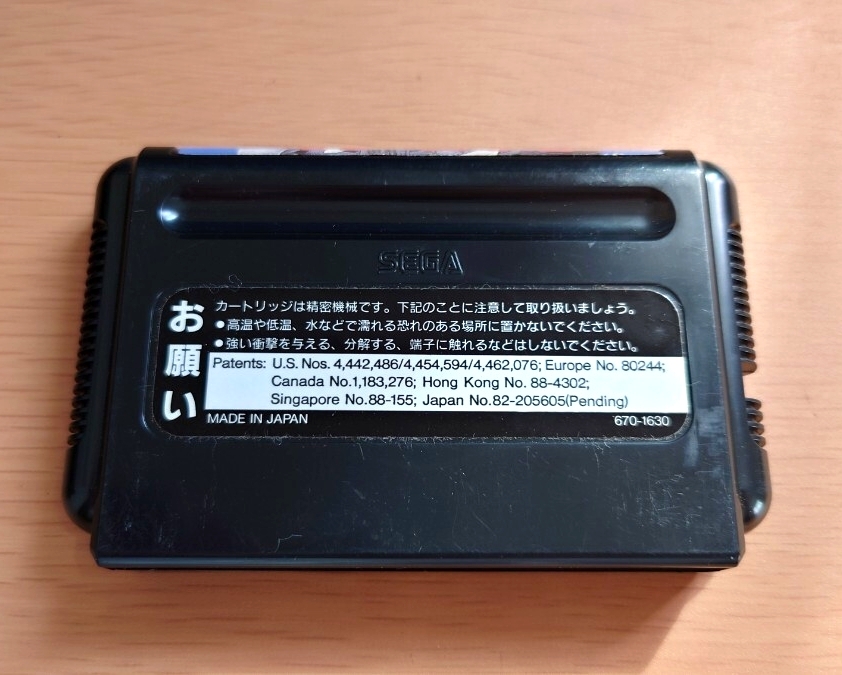 SEGA
お願い
カートリッジは精密機械です。下記のことに注意して取り扱いましょう。
●高温や低温、水などで濡れる恐れのある場所に置かないでください。
●強い衝撃を与える、分解する、端子に触れるなどはしないでください。
Patents: U.S. Nos. 4,442,486/4,454,594/4,462,076; Europe No. 80244;
Canada No.1,183,276; Hong Kong No. 88-4302;
Singapore No.88-155; Japan No.82-205605(Pending)
MADE IN JAPAN 670-1630